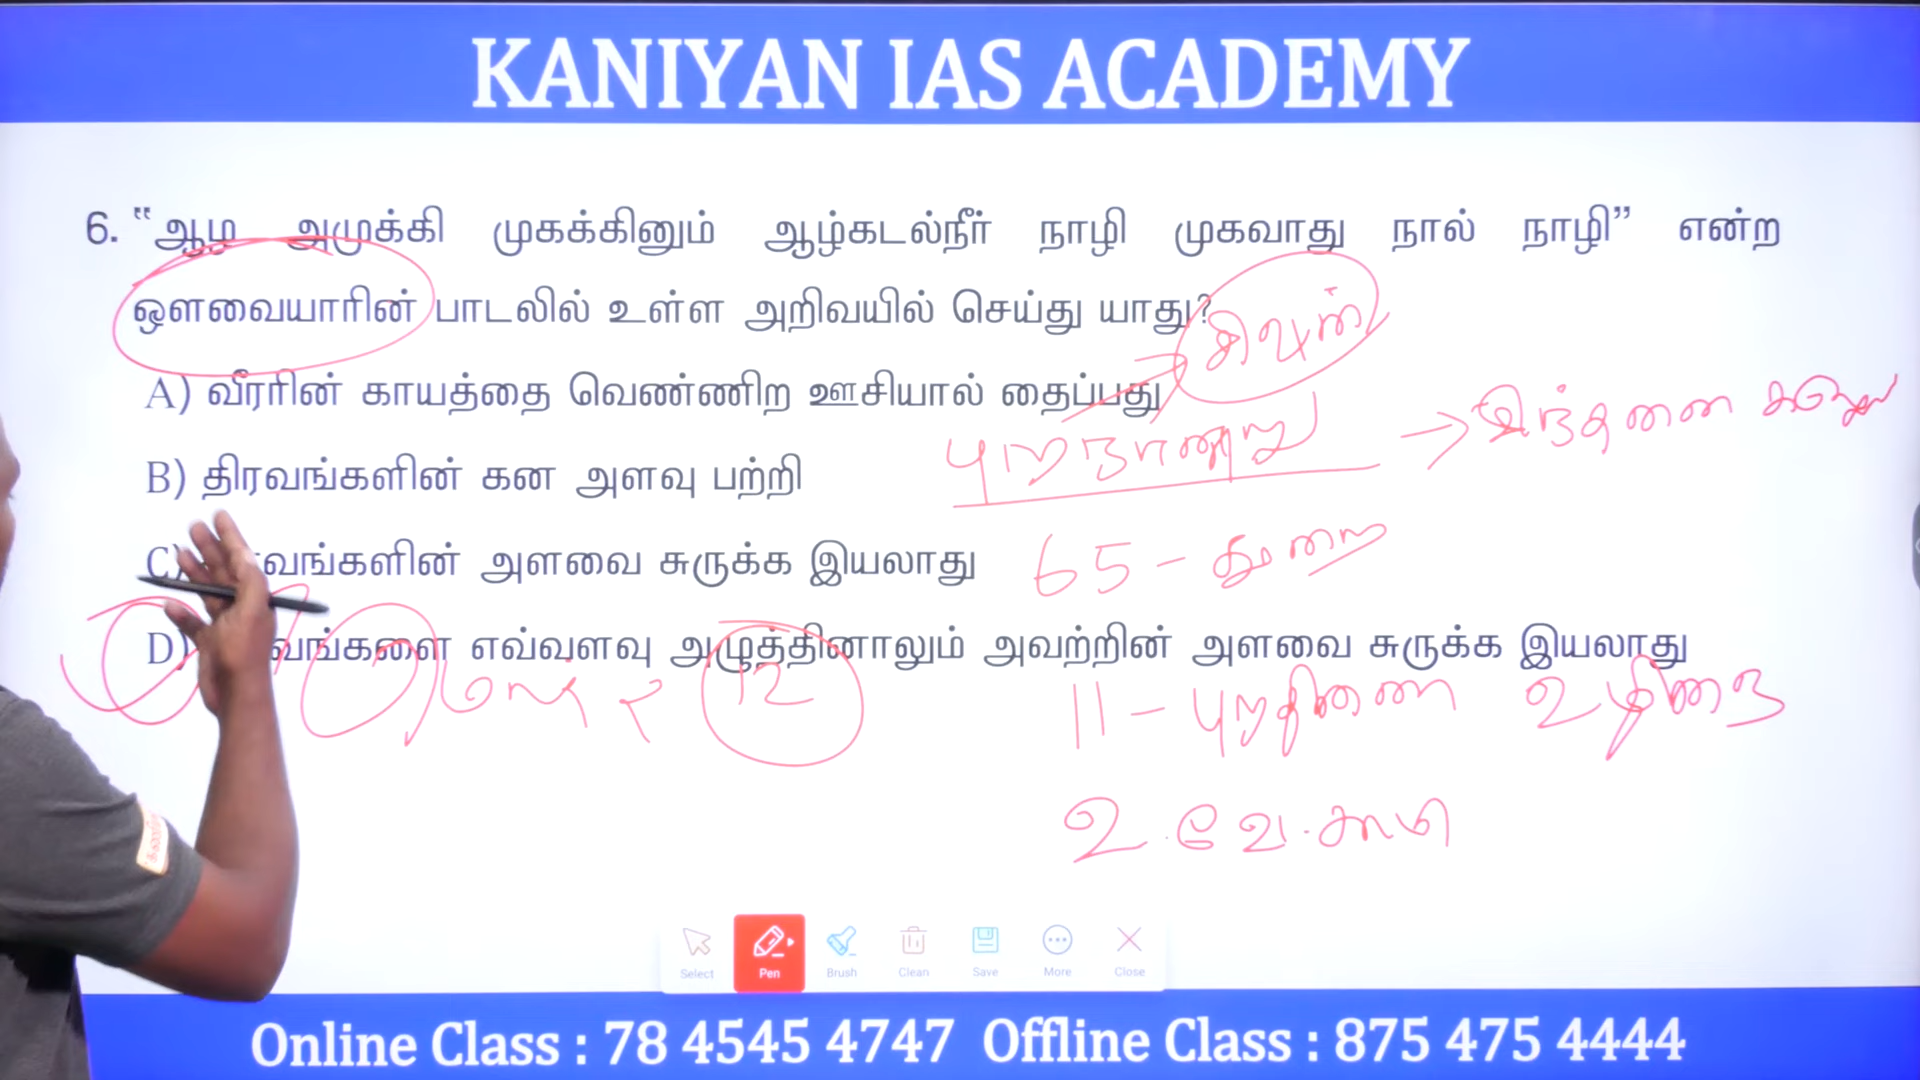 KANIYAN IAS ACADEMY
6. “ஆழ அமுக்கி முகக்கினும் ஆழ்கடல்நீர் நாழி முகவாது நால் நாழி” என்ற
ஔவையாரின் பாடலில் உள்ள அறிவயில் செய்து யாது?
சிவன்
A) வீரரின் காயத்தை வெண்ணிற ஊசியால் தைப்பது
புறநானூறு
B) திரவங்களின் கன அளவு பற்றி
C) வங்களின் அளவை சுருக்க இயலாது
65 - துறை
D) வங்களை எவ்வளவு அழுத்தினாலும் அவற்றின் அளவை சுருக்க இயலாது
12
11 - புறதிணை
உ.வே.சாமி
Select
Pen
Brush
Clean
Save
More
Close
Online Class : 78 4545 4747 Offline Class : 875 475 4444